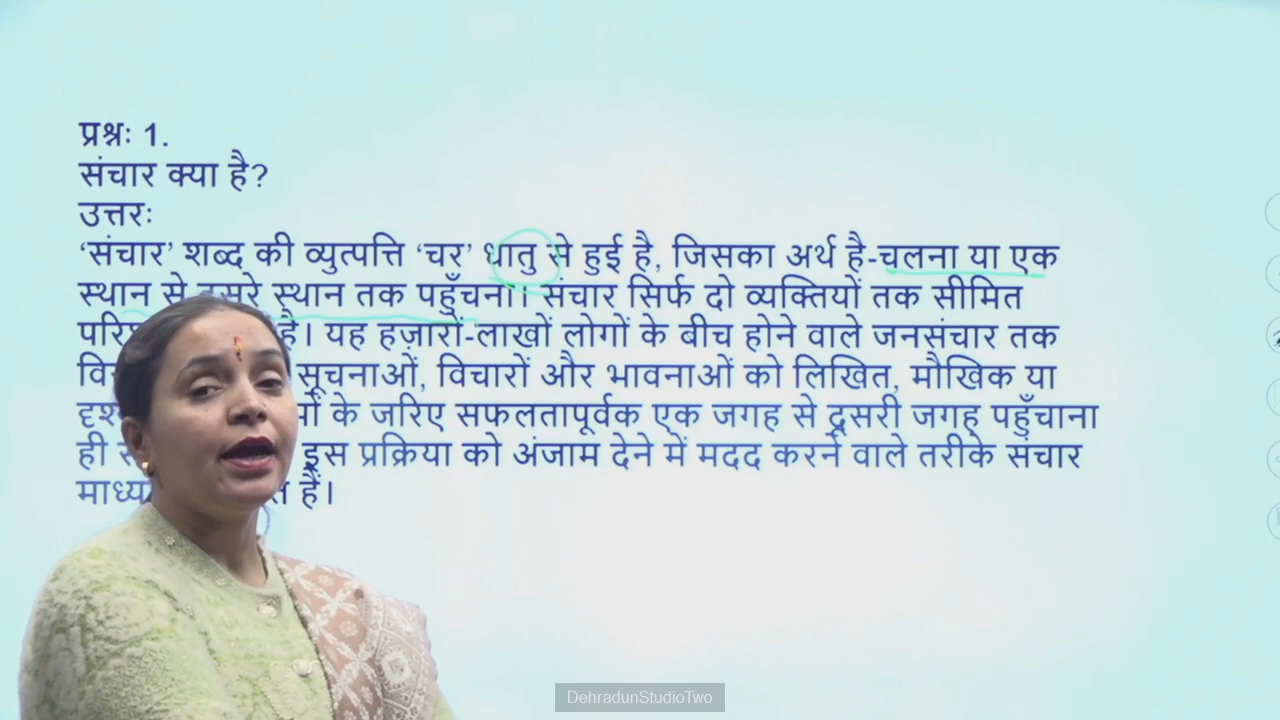 प्रश्नः 1.
संचार क्या है?
उत्तरः
‘संचार’ शब्द की व्युत्पत्ति ‘चर’ धातु से हुई है, जिसका अर्थ है-चलना या एक
स्थान से दूसरे स्थान तक पहुँचना। संचार सिर्फ दो व्यक्तियों तक सीमित
है। यह हज़ारों-लाखों लोगों के बीच होने वाले जनसंचार तक
सूचनाओं, विचारों और भावनाओं को लिखित, मौखिक या
के जरिए सफलतापूर्वक एक जगह से दूसरी जगह पहुँचाना
ही इस प्रक्रिया को अंजाम देने में मदद करने वाले तरीके संचार
हैं।
DehradunStudioTwo